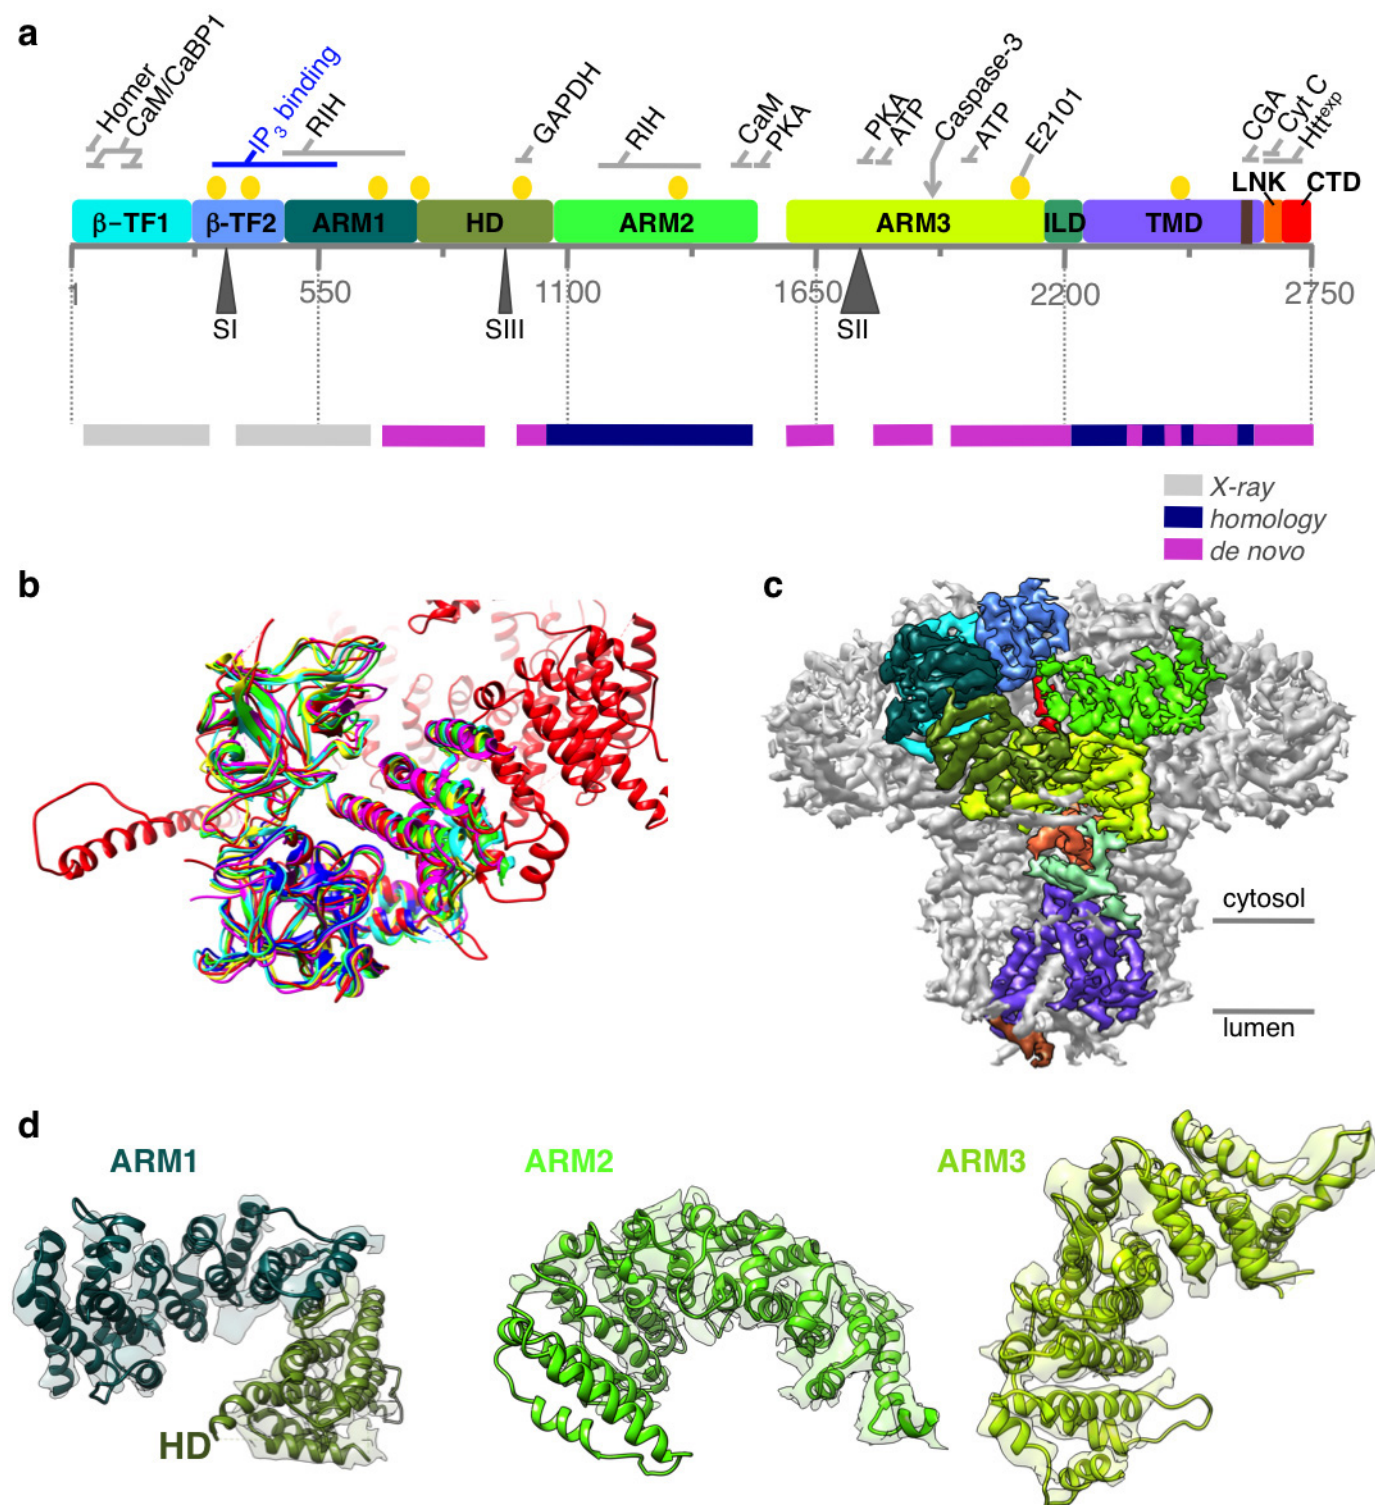 a
Homer
CaM/CaBP1
IP3 binding
RIH
GAPDH
RIH
CaM
PKA
PKA
ATP
Caspase-3
ATP
E2101
CGA
Cyt C
Httexp
LNK
CTD
β-TF1
β-TF2
ARM1
HD
ARM2
ARM3
ILD
TMD
1
550
1100
1650
2200
2750
SI
SIII
SII
X-ray
homology
de novo
b
c
cytosol
lumen
d
ARM1
ARM2
ARM3
HD